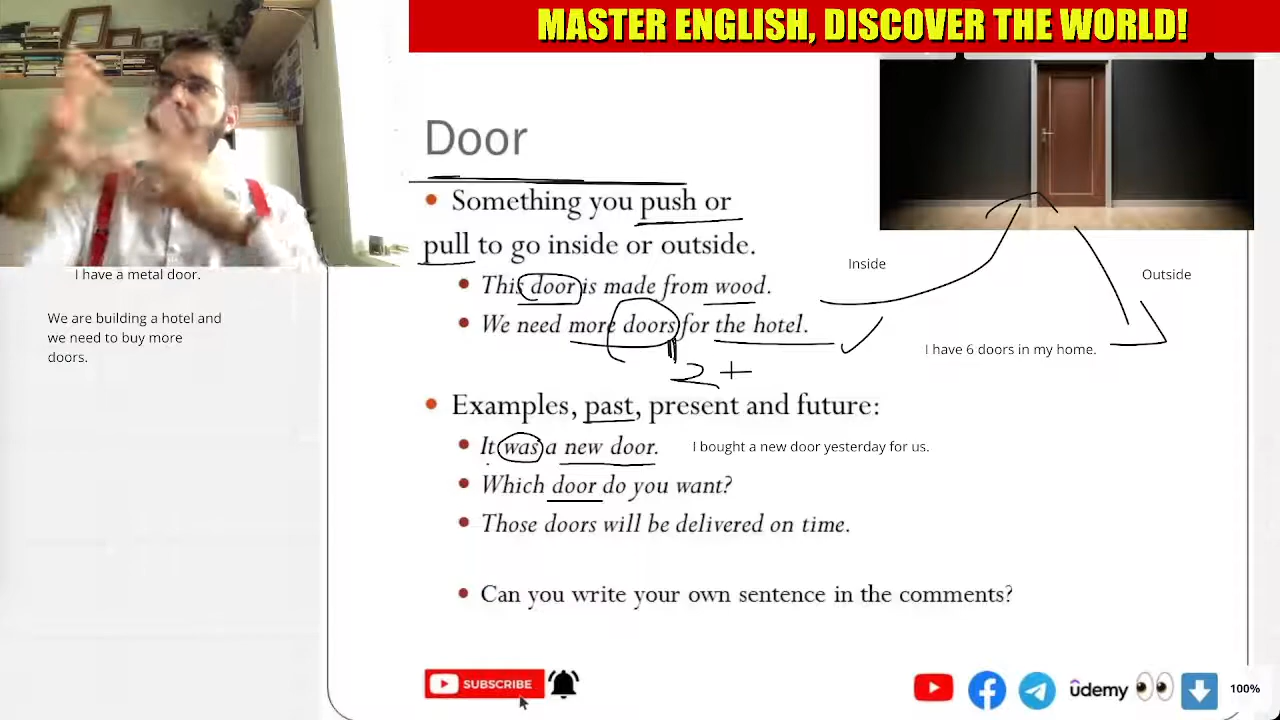 MASTER ENGLISH, DISCOVER THE WORLD!
Door
Something you push or
pull to go inside or outside.
This door is made from wood.
We need more doors for the hotel.
2+
Examples, past, present and future:
It was a new door.
I bought a new door yesterday for us.
Which door do you want?
Those doors will be delivered on time.
Can you write your own sentence in the comments?
I have a metal door.
We are building a hotel and
we need to buy more
doors.
Inside
Outside
I have 6 doors in my home.
SUBSCRIBE
udemy
100%